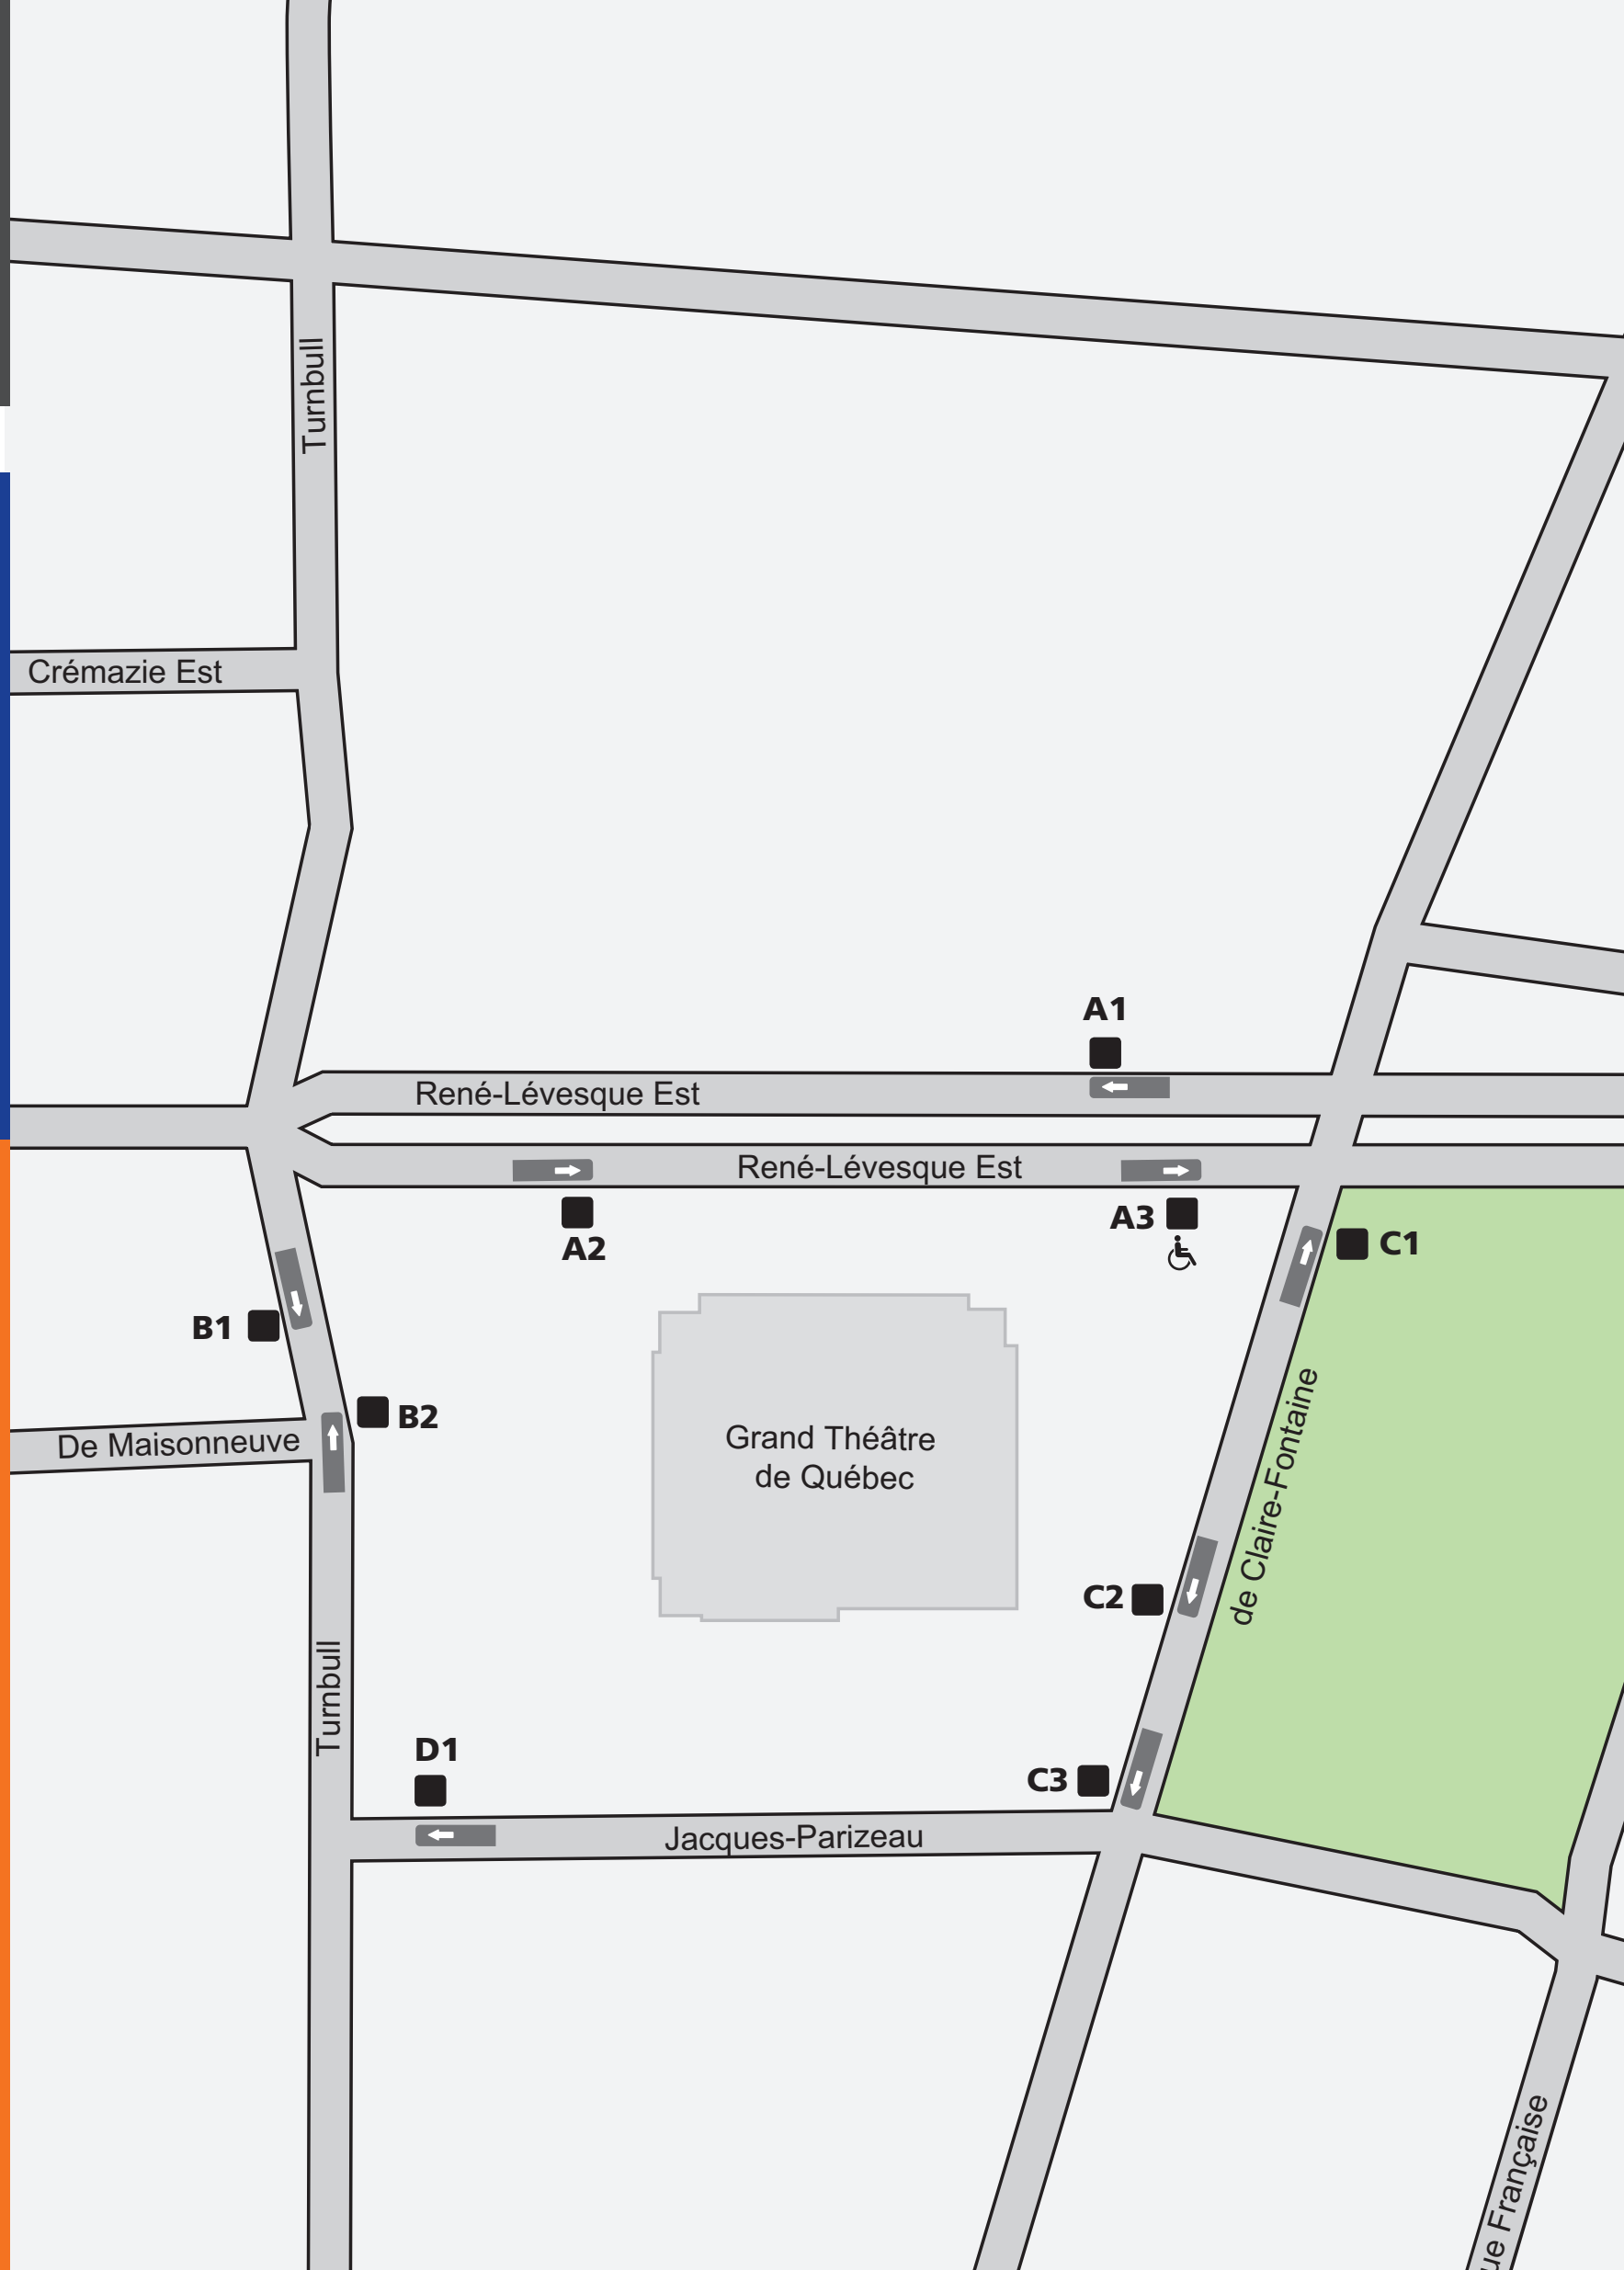 Turnbull
Crémazie Est
A1
René-Lévesque Est
René-Lévesque Est
A2
A3
C1
B1
B2
De Maisonneuve
Grand Théâtre
de Québec
de Claire-Fontaine
C2
Turnbull
D1
C3
Jacques-Parizeau
ue Française